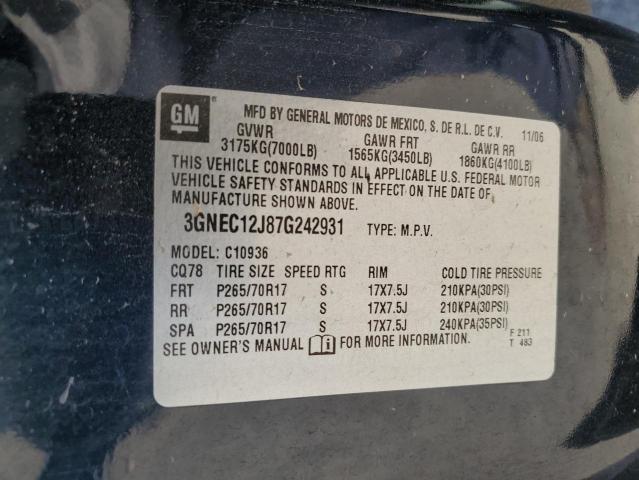 GM ® MFD BY GENERAL MOTORS DE MEXICO, S. DE R.L. DE C.V. 11/06
GVWR GAWR FRT GAWR RR
3175KG(7000LB) 1565KG(3450LB) 1860KG(4100LB)
THIS VEHICLE CONFORMS TO ALL APPLICABLE U.S. FEDERAL MOTOR
VEHICLE SAFETY STANDARDS IN EFFECT ON THE DATE OF
MANUFACTURE SHOWN ABOVE.
3GNEC12J87G242931 TYPE: M.P.V.
MODEL: C10936
CQ78 TIRE SIZE SPEED RTG RIM COLD TIRE PRESSURE
FRT P265/70R17 S 17X7.5J 210KPA(30PSI)
RR P265/70R17 S 17X7.5J 210KPA(30PSI)
SPA P265/70R17 S 17X7.5J 240KPA(35PSI)
SEE OWNER'S MANUAL FOR MORE INFORMATION.
F 211
T 483